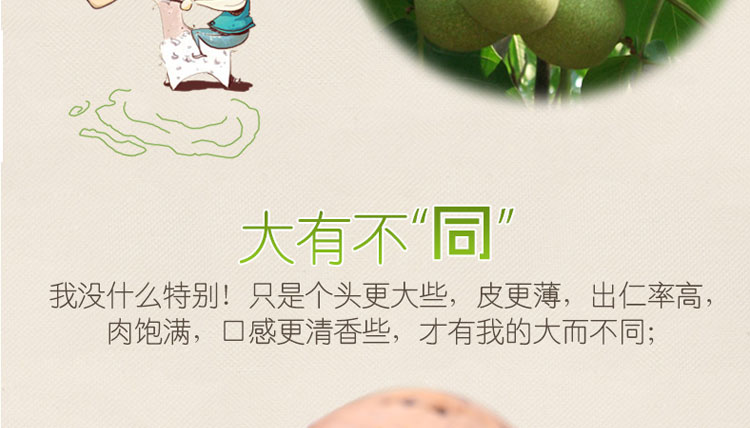 大有不“同”
我没什么特别！只是个头更大些，皮更薄，出仁率高，
肉饱满，口感更清香些，才有我的大而不同；